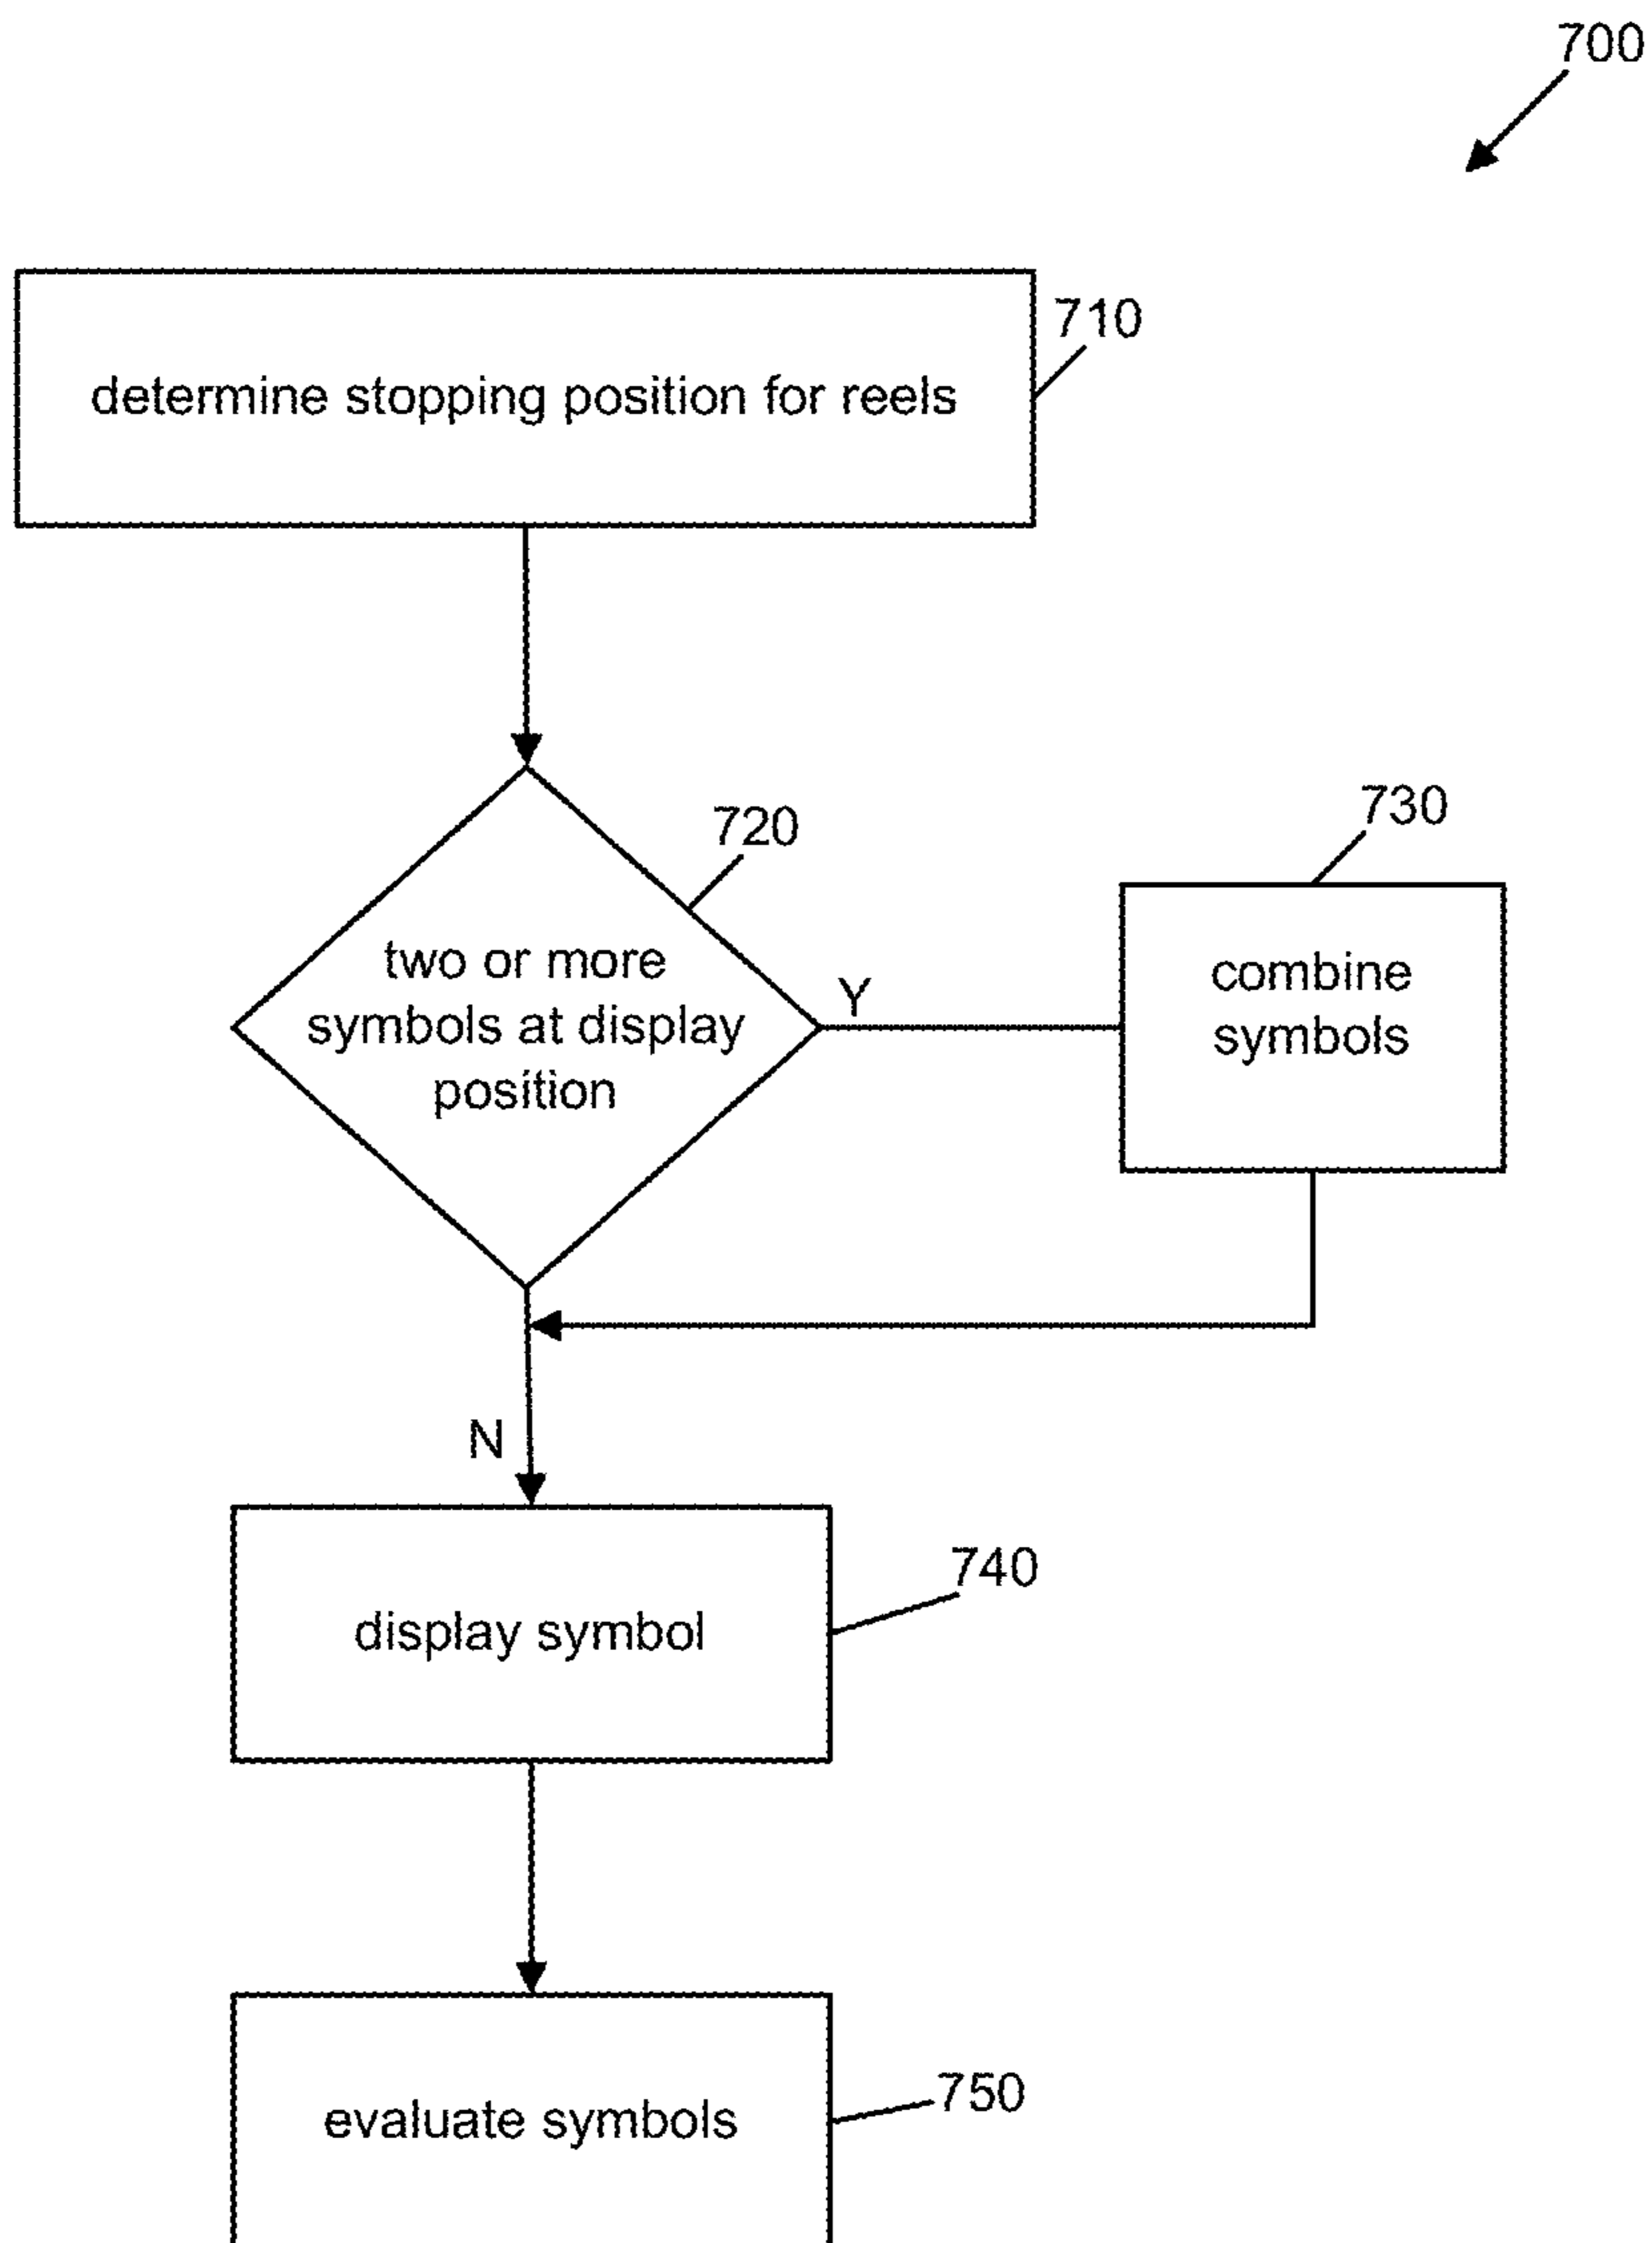 700
determine stopping position for reels
710
720
two or more
symbols at display
position
Y
730
combine
symbols
N
740
display symbol
750
evaluate symbols